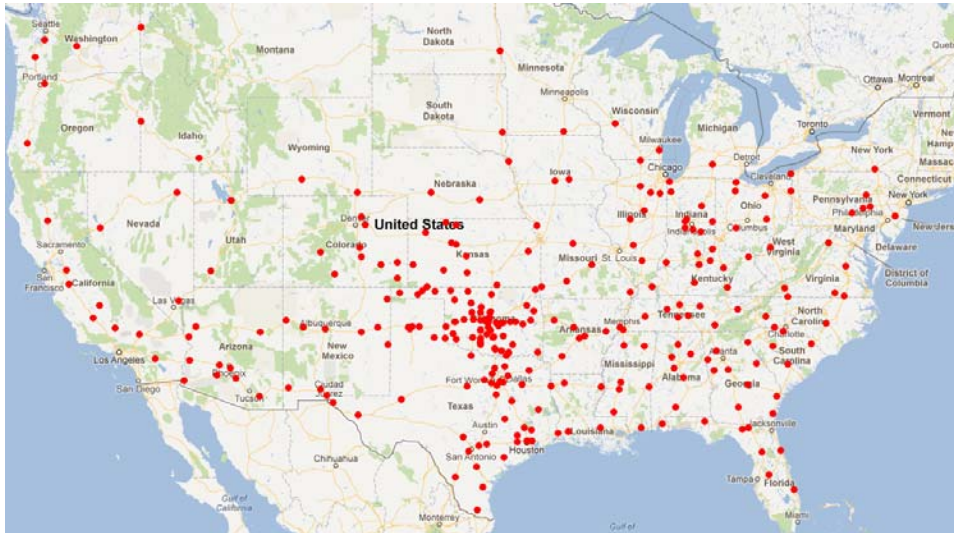 Seattle
Washington
Montana
North
Dakota
Minnesota
Ottawa
Montreal
Portland
Oregon
Idaho
South
Dakota
Minneapolis
Wisconsin
Michigan
Toronto
Vermont
Wyoming
Milwaukee
Detroit
New York
Chicago
Cleveland
Connecticut
Iowa
Nebraska
Nevada
Utah
Denver
Colorado
United States
Illinois
Indiana
Indianapolis
Ohio
Columbus
Pennsylvania
New York
Philadelphia
Sacramento
San
Francisco
California
Kansas
Missouri
St. Louis
West
Virginia
Maryland
Delaware
New Jers
District of
Columbia
Kentucky
Virginia
Las Vegas
Albuquerque
Arkansas
Memphis
Tennessee
North
Carolina
Charlotte
Los Angeles
Arizona
Phoenix
New
Mexico
Mississippi
Atlanta
South
Carolina
San Diego
Tucson
Ciudad
Juarez
Fort Wor
Dallas
Alabama
Georgia
Texas
Austin
San Antonio
Houston
Louisiana
Jacksonville
Chihuahua
Tampa
Florida
Gulf of
California
Monterrey
Gulf of
Miami